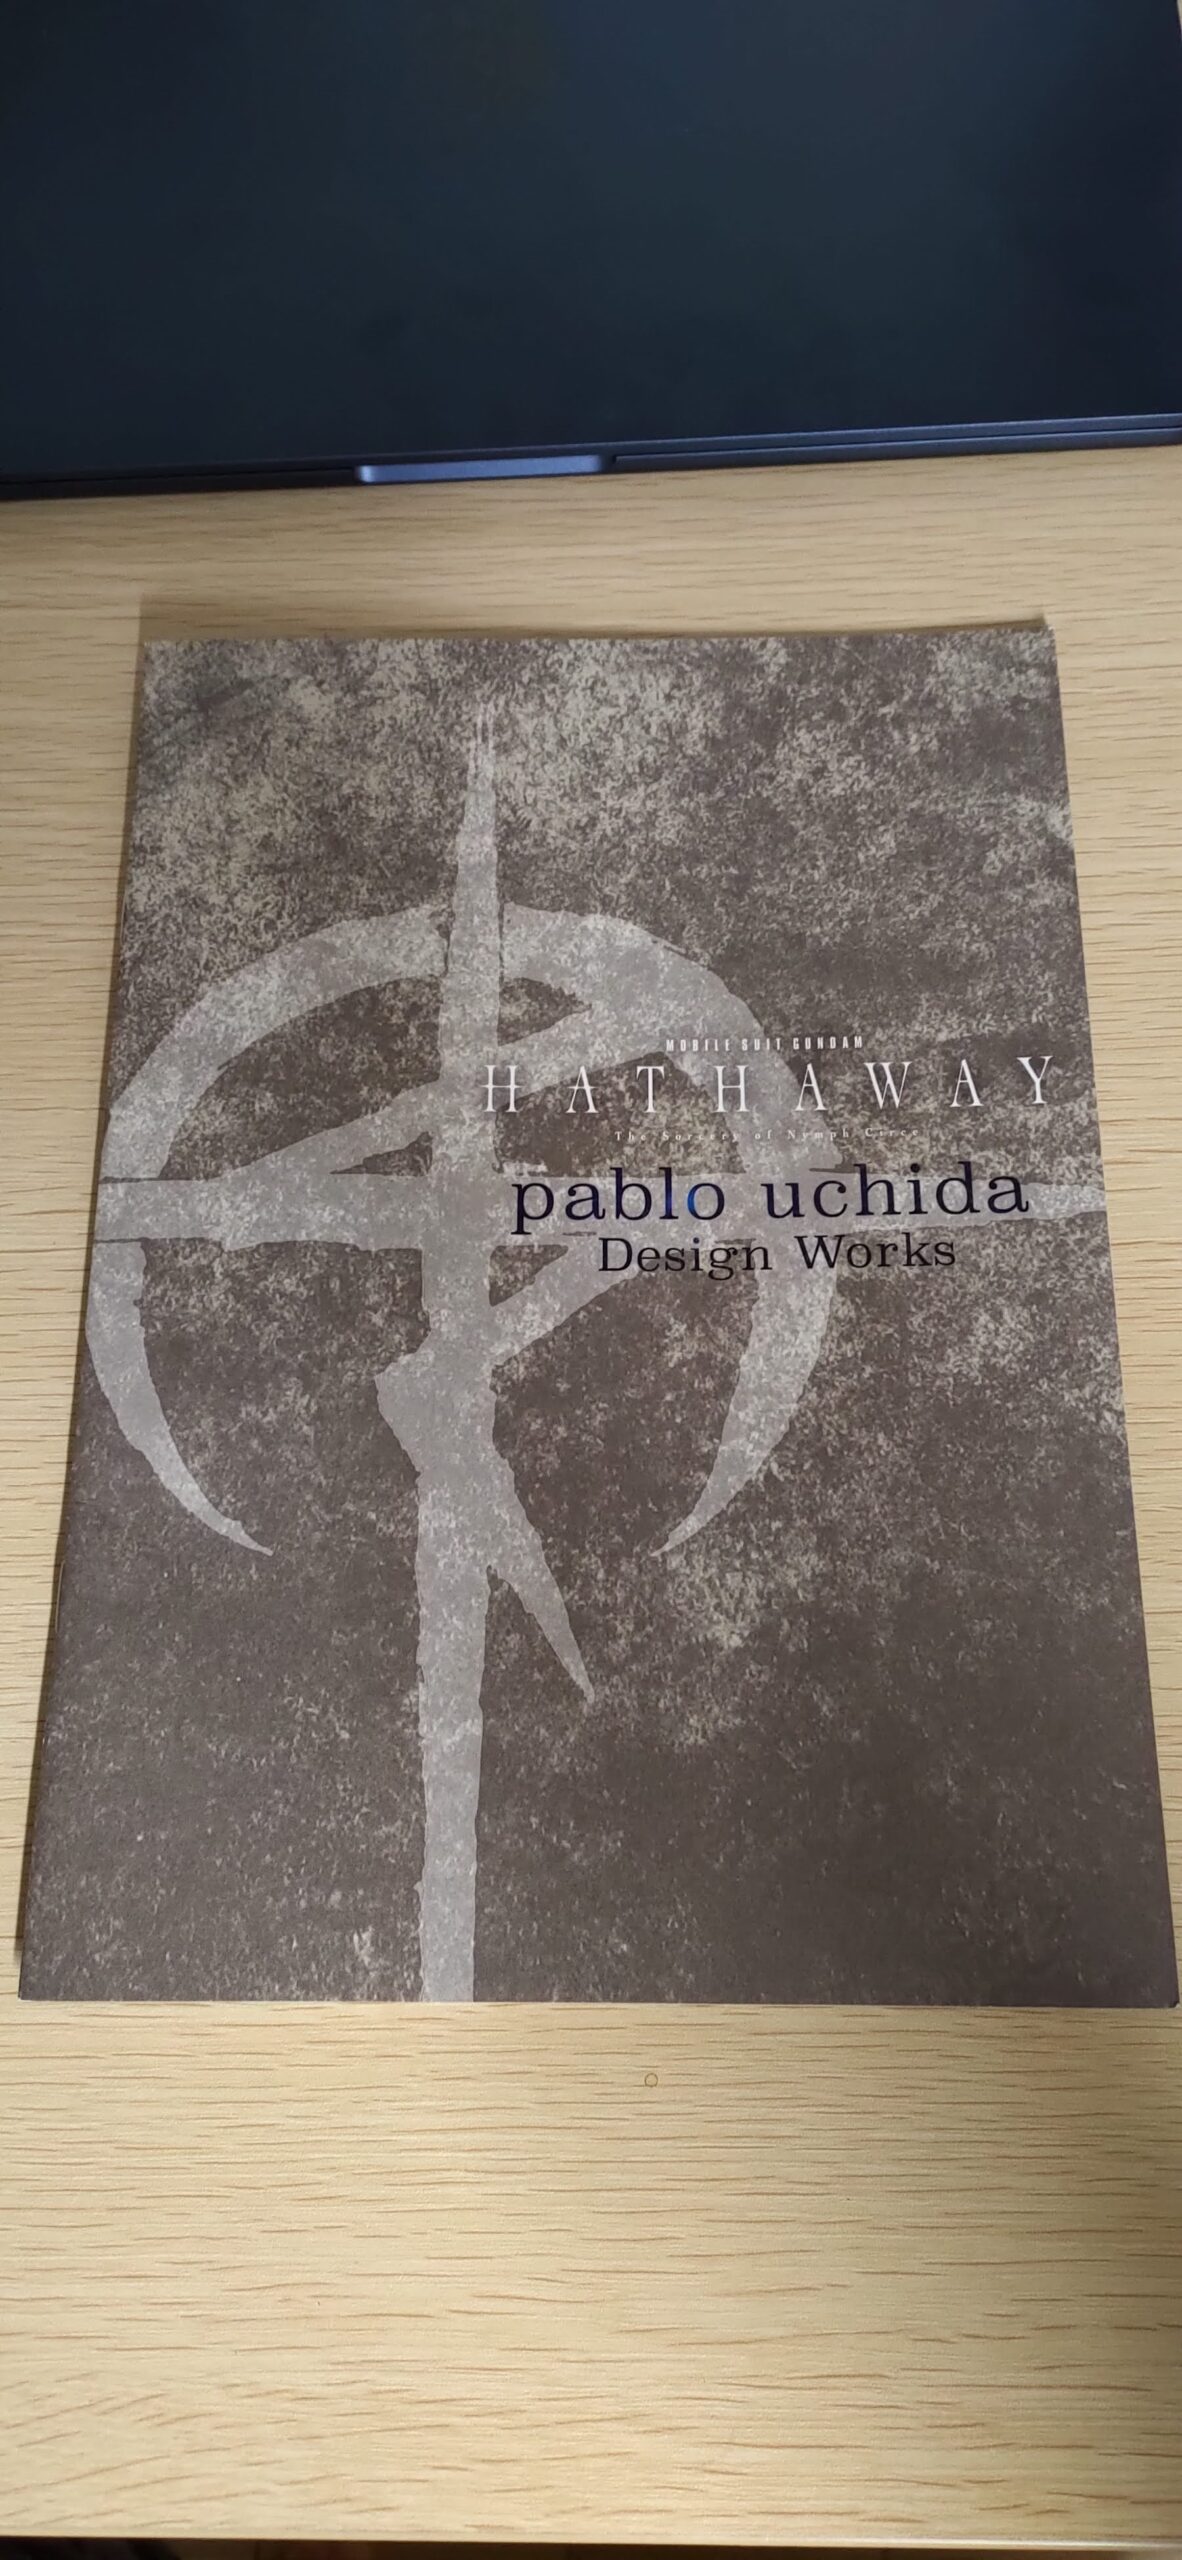 MOBILE SUIT GUNDAM
HATHAWAY
The Sorcery of Nymph Circe
pablo uchida
Design Works